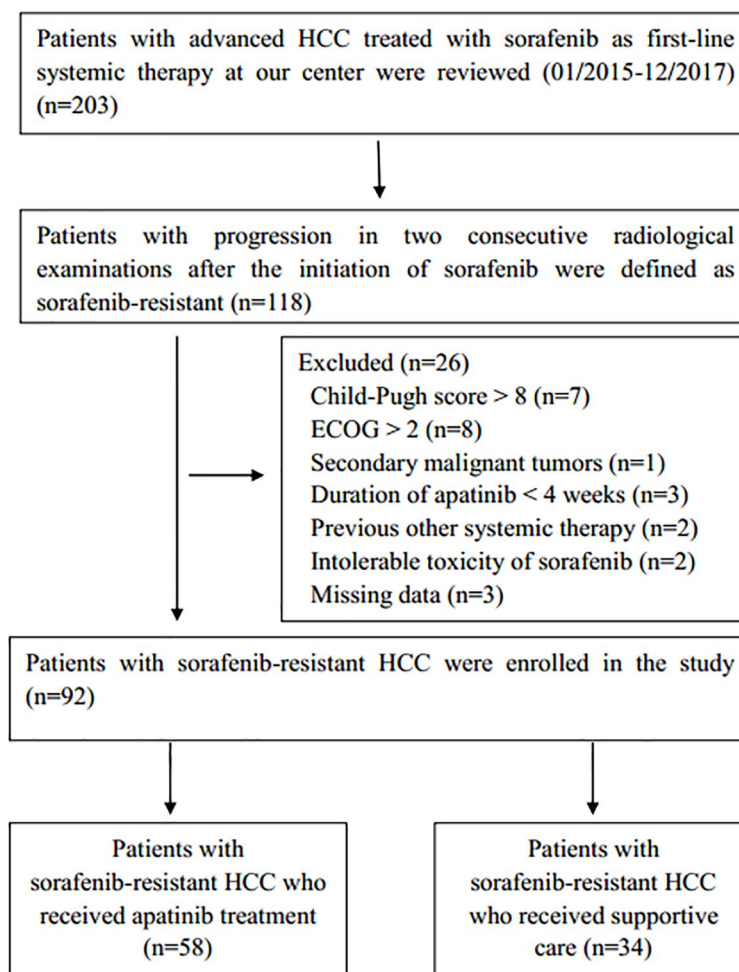 Patients with advanced HCC treated with sorafenib as first-line
systemic therapy at our center were reviewed (01/2015-12/2017)
(n=203)
Patients with progression in two consecutive radiological
examinations after the initiation of sorafenib were defined as
sorafenib-resistant (n=118)
Excluded (n=26)
Child-Pugh score > 8 (n=7)
ECOG > 2 (n=8)
Secondary malignant tumors (n=1)
Duration of apatinib < 4 weeks (n=3)
Previous other systemic therapy (n=2)
Intolerable toxicity of sorafenib (n=2)
Missing data (n=3)
Patients with sorafenib-resistant HCC were enrolled in the study
(n=92)
Patients with
sorafenib-resistant HCC who
received apatinib treatment
(n=58)
Patients with
sorafenib-resistant HCC
who received supportive
care (n=34)